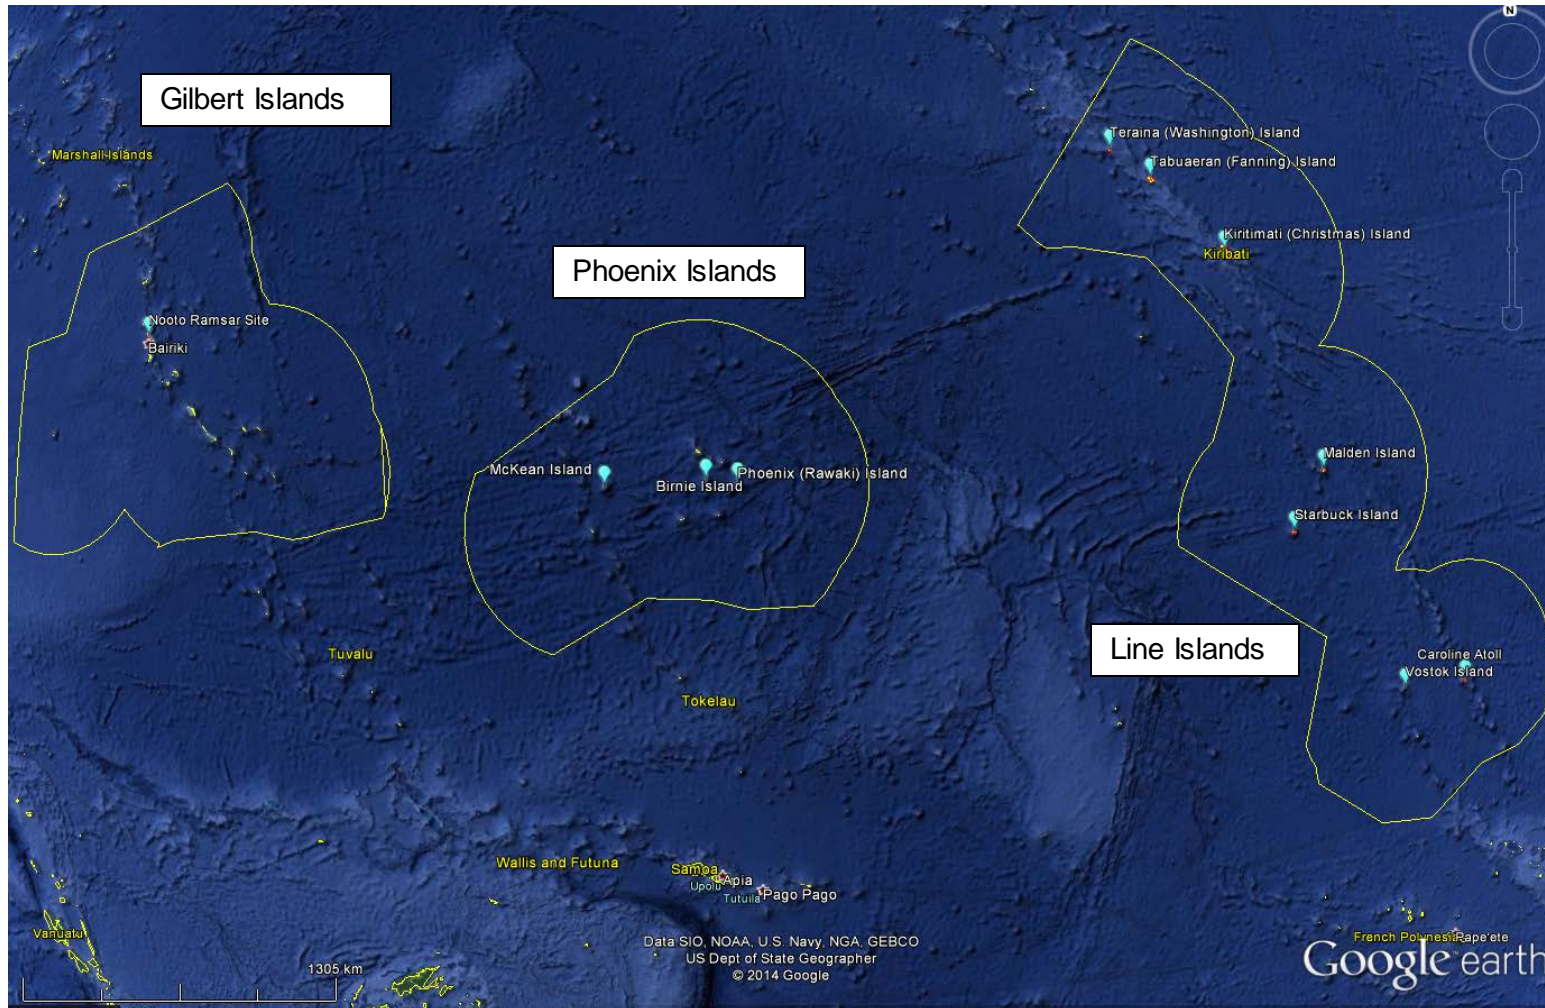 N
Gilbert Islands
Marshall Islands
Teraina (Washington) Island
Tabuaeran (Fanning) Island
Kiritimati (Christmas) Island
Kiribati
Phoenix Islands
Nooto Ramsar Site
Bairiki
McKean Island
Birnie Island
Phoenix (Rawaki) Island
Malden Island
Starbuck Island
Line Islands
Caroline Atoll
Vostok Island
Tuvalu
Tokelau
Wallis and Futuna
Samoa
Apia
Upolu
Tutuila
Pago Pago
Vanuatu
French Polynesia
Pape'ete
Data SIO, NOAA, U.S. Navy, NGA, GEBCO
US Dept of State Geographer
© 2014 Google
1305 km
Google earth